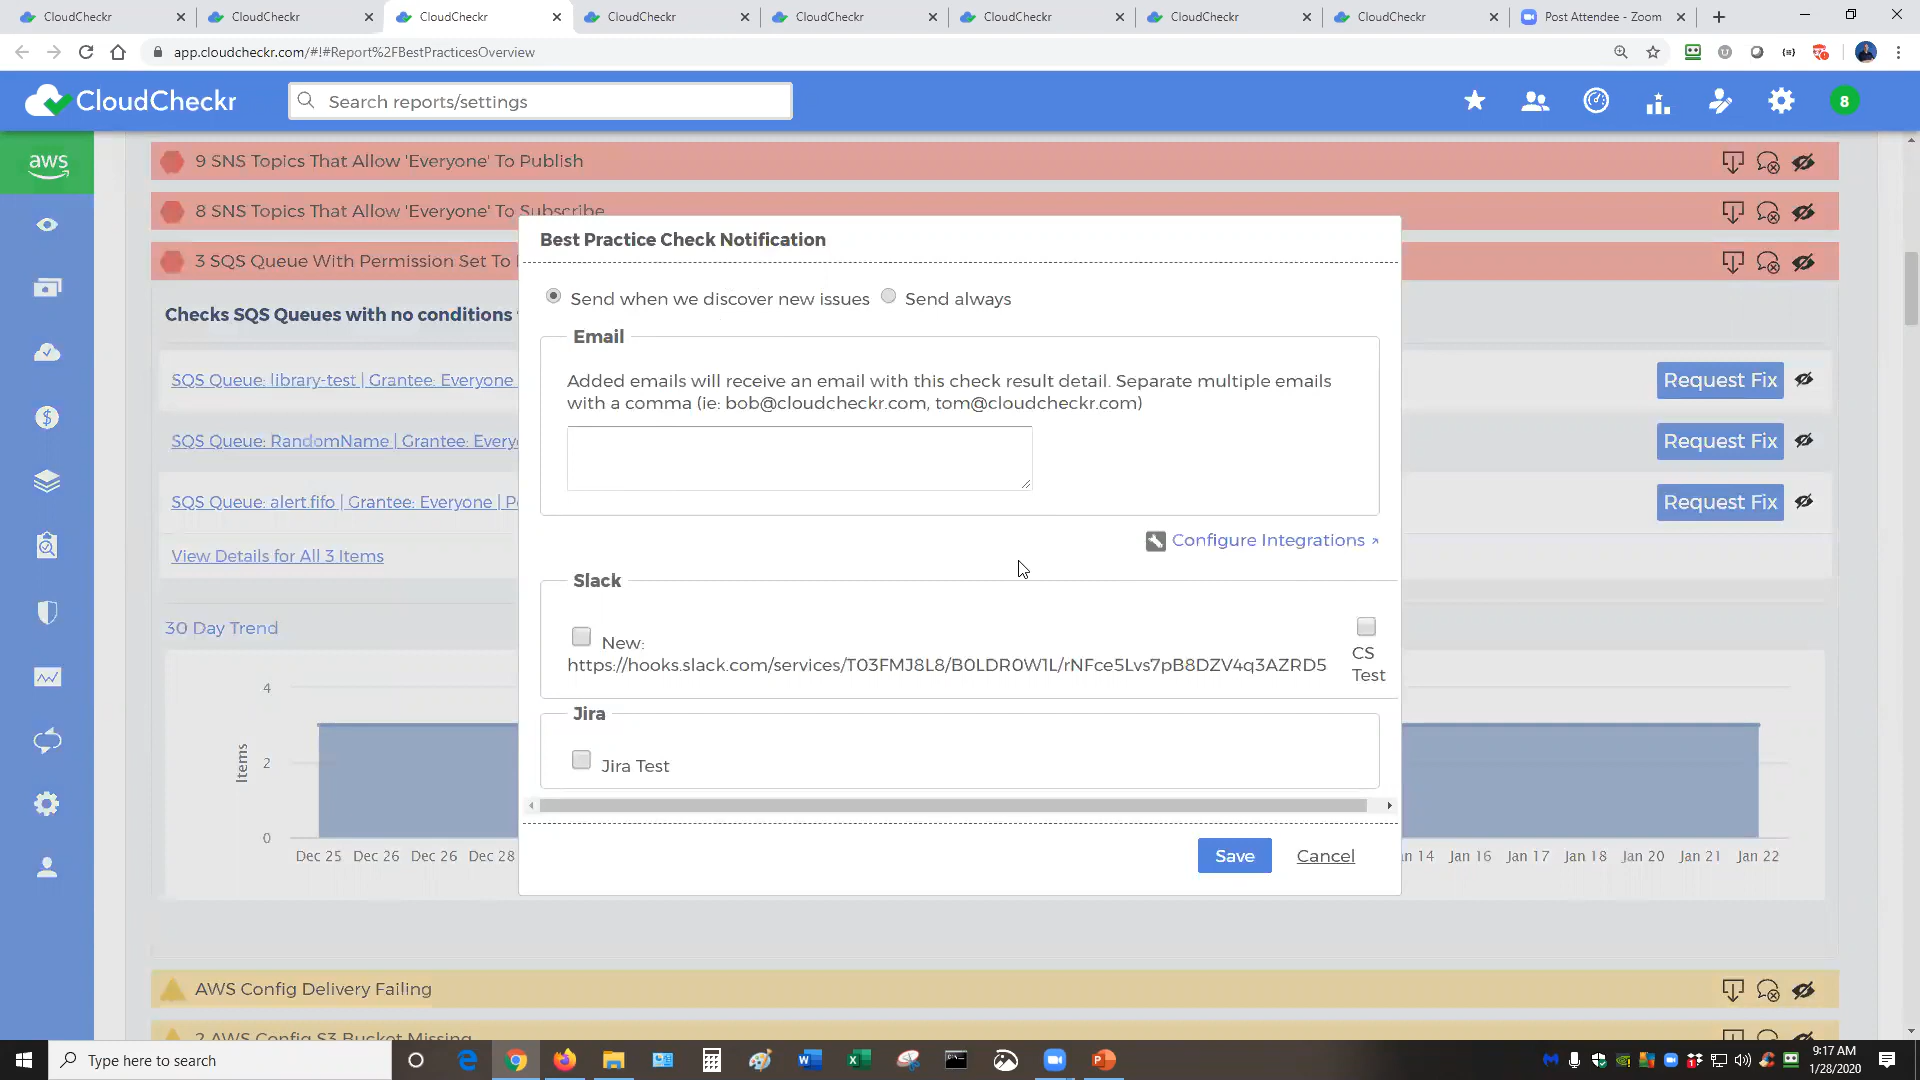 CloudCheckr
CloudCheckr
CloudCheckr
CloudCheckr
CloudCheckr
CloudCheckr
CloudCheckr
CloudCheckr
Post Attendee - Zoom
app.cloudcheckr.com/#!#Report%2FBestPracticesOverview
CloudCheckr
Search reports/settings
8
aws
9 SNS Topics That Allow 'Everyone' To Publish
8 SNS Topics That Allow 'Everyone' To Subscribe
3 SQS Queue With Permission Set To
Checks SQS Queues with no conditions
SQS Queue: library-test | Grantee: Everyone
Request Fix
SQS Queue: RandomName | Grantee: Every
Request Fix
SQS Queue: alert.fifo | Grantee: Everyone | P
Request Fix
View Details for All 3 Items
30 Day Trend
Items
4
2
0
Dec 25 Dec 26 Dec 26 Dec 28
n 14 Jan 16 Jan 17 Jan 18 Jan 20 Jan 21 Jan 22
Best Practice Check Notification
Send when we discover new issues Send always
Email
Added emails will receive an email with this check result detail. Separate multiple emails
with a comma (ie: bob@cloudcheckr.com, tom@cloudcheckr.com)
Configure Integrations
Slack
New:
https://hooks.slack.com/services/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
CS
Test
Jira
Jira Test
Save
Cancel
AWS Config Delivery Failing
2 AWS Config S3 Bucket Missing
Type here to search
9:17 AM
1/28/2020